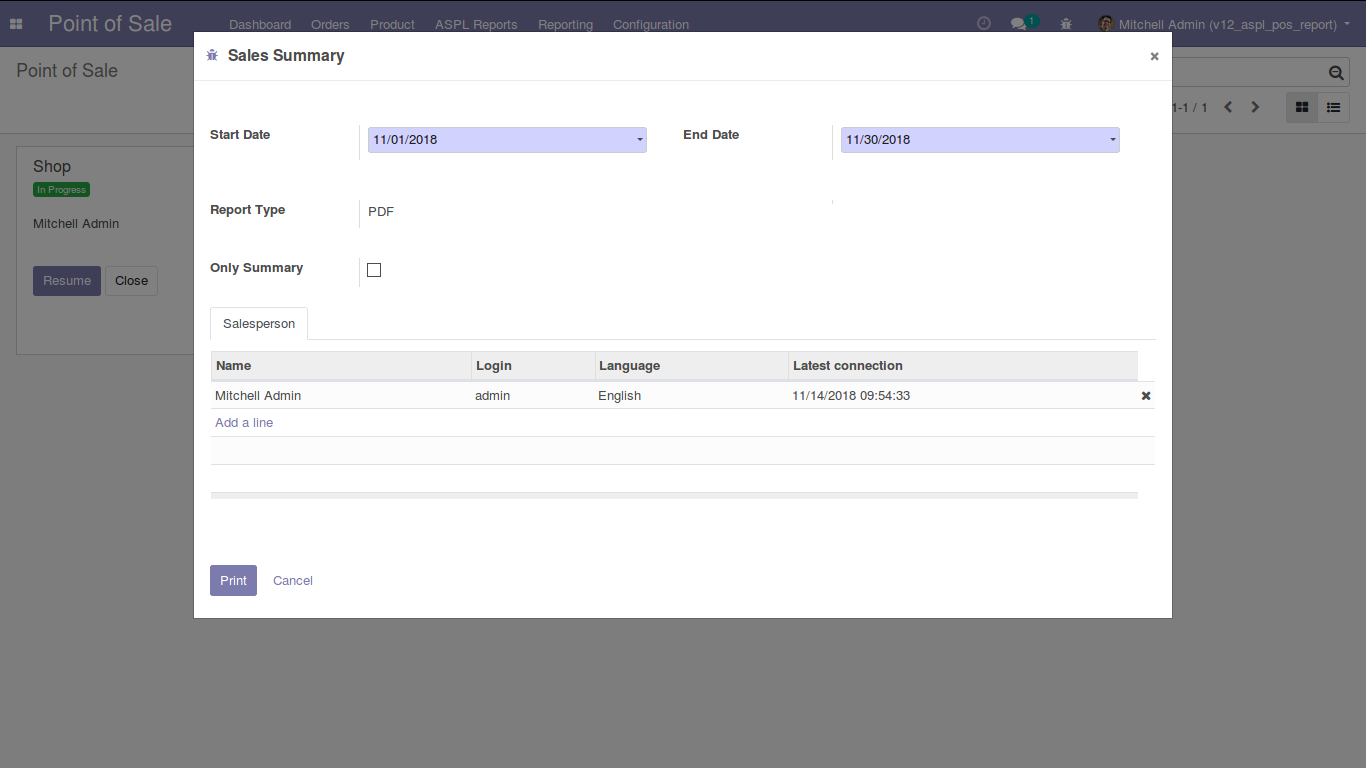 Point of Sale Dashboard Orders Product ASPL Reports Reporting Configuration 1 Mitchell Admin (v12_aspl_pos_report)
Sales Summary ×
Point of Sale
1-1 / 1
Start Date 11/01/2018 End Date 11/30/2018
Shop
In Progress
Report Type PDF
Mitchell Admin
Only Summary
Resume Close
Salesperson
Name Login Language Latest connection
Mitchell Admin admin English 11/14/2018 09:54:33
Add a line
Print Cancel